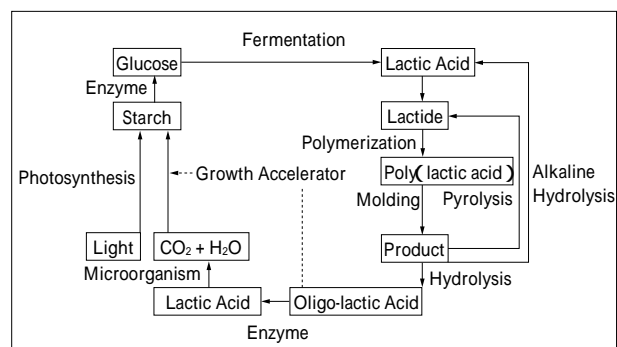 Fermentation
Glucose
Lactic Acid
Enzyme
Starch
Lactide
Polymerization
Photosynthesis
Growth Accelerator
Poly(lactic acid)
Alkaline
Hydrolysis
Molding
Pyrolysis
Light
CO₂ + H₂O
Product
Microorganism
Hydrolysis
Lactic Acid
Oligo-lactic Acid
Enzyme